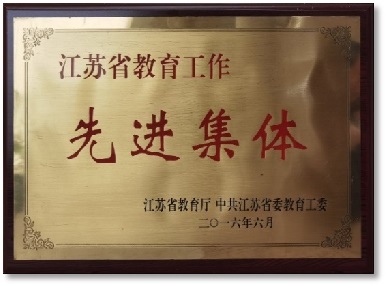 江苏省教育工作
先进集体
江苏省教育厅 中共江苏省委教育工委
二〇一六年六月